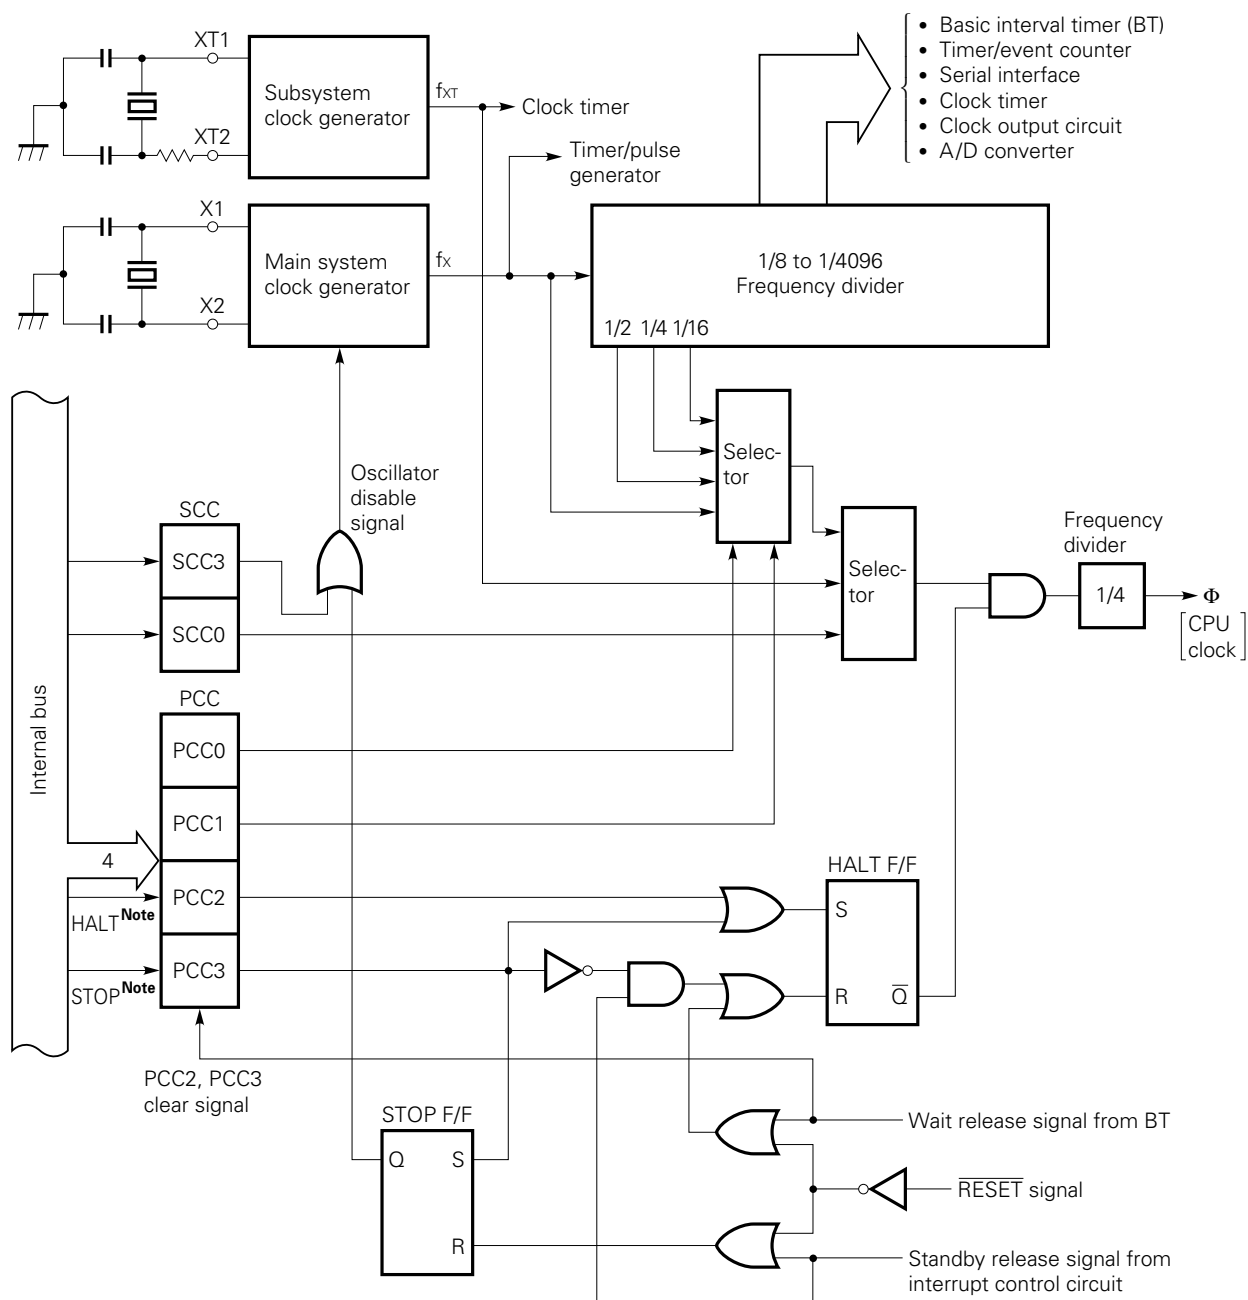 XT1
XT2
Subsystem
clock generator
fXT
Clock timer
Timer/pulse
generator
• Basic interval timer (BT)
• Timer/event counter
• Serial interface
• Clock timer
• Clock output circuit
• A/D converter
X1
X2
Main system
clock generator
fX
1/8 to 1/4096
Frequency divider
1/2 1/4 1/16
Selec-
tor
Oscillator
disable
signal
SCC
SCC3
SCC0
Selec-
tor
Frequency
divider
1/4
Φ
[CPU
clock]
Internal bus
PCC
PCC0
PCC1
4
PCC2
HALT Note
PCC3
STOP Note
HALT F/F
S
R
Q̅
PCC2, PCC3
clear signal
STOP F/F
Q
S
R
Wait release signal from BT
R̅E̅S̅E̅T̅ signal
Standby release signal from
interrupt control circuit